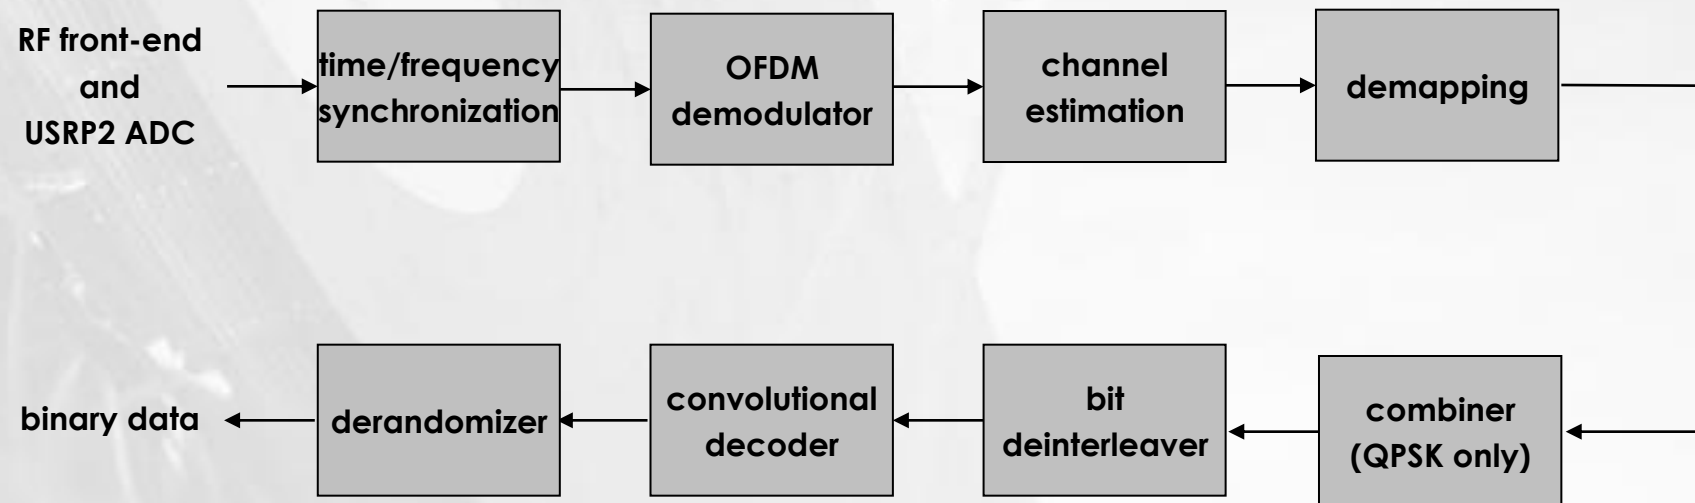 RF front-end
and
USRP2 ADC
time/frequency
synchronization
OFDM
demodulator
channel
estimation
demapping
binary data
derandomizer
convolutional
decoder
bit
deinterleaver
combiner
(QPSK only)